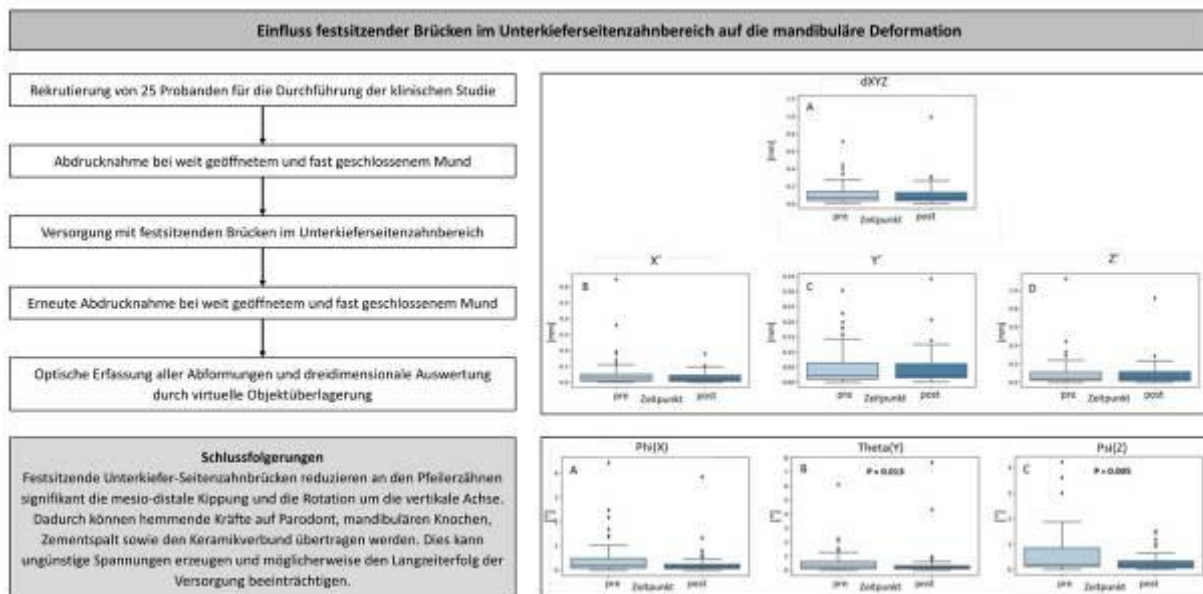 Einfluss festsitzender Brücken im Unterkieferseitenzahnbereich auf die mandibuläre Deformation
Rekrutierung von 25 Probanden für die Durchführung der klinischen Studie
Abdrucknahme bei weit geöffnetem und fast geschlossenem Mund
Versorgung mit festsitzenden Brücken im Unterkieferseitenzahnbereich
Erneute Abdrucknahme bei weit geöffnetem und fast geschlossenem Mund
Optische Erfassung aller Abformungen und dreidimensionale Auswertung
durch virtuelle Objektüberlagerung
Schlussfolgerungen
Festsitzende Unterkiefer-Seitenzahnbrücken reduzieren an den Pfeilerzähnen
signifikant die mesio-distale Kippung und die Rotation um die vertikale Achse.
Dadurch können hemmende Kräfte auf Parodont, mandibulären Knochen,
Zementspalt sowie den Keramikverbund übertragen werden. Dies kann
ungünstige Spannungen erzeugen und möglicherweise den Langzeiterfolg der
Versorgung beeinträchtigen.
dXYZ
A
[mm]
pre Zeitpunkt post
X´
B
[mm]
pre Zeitpunkt post
Y´
C
[mm]
pre Zeitpunkt post
Z´
D
[mm]
pre Zeitpunkt post
Phi(X)
A
[°]
pre Zeitpunkt post
Theta(Y)
B
[°]
pre Zeitpunkt post
Psi(Z)
C
[°]
pre Zeitpunkt post